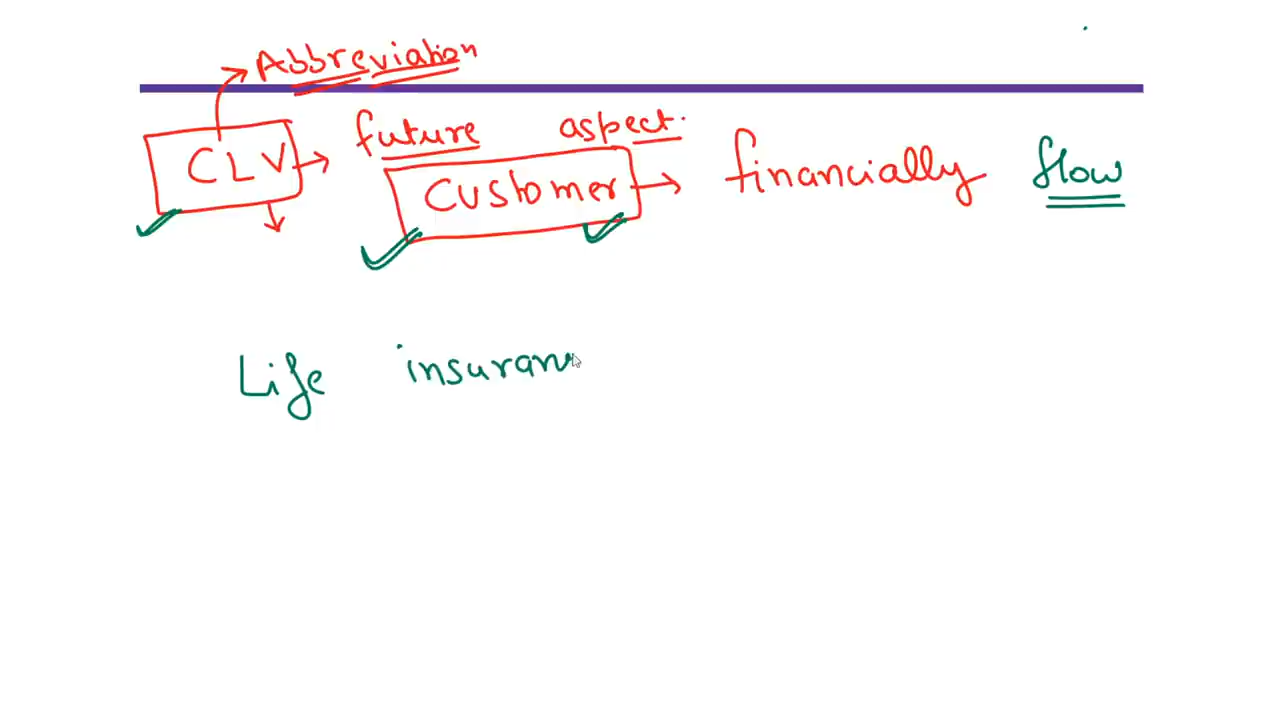 Abbreviation
CLV → future aspect.
Customer → financially flow
Life insuran